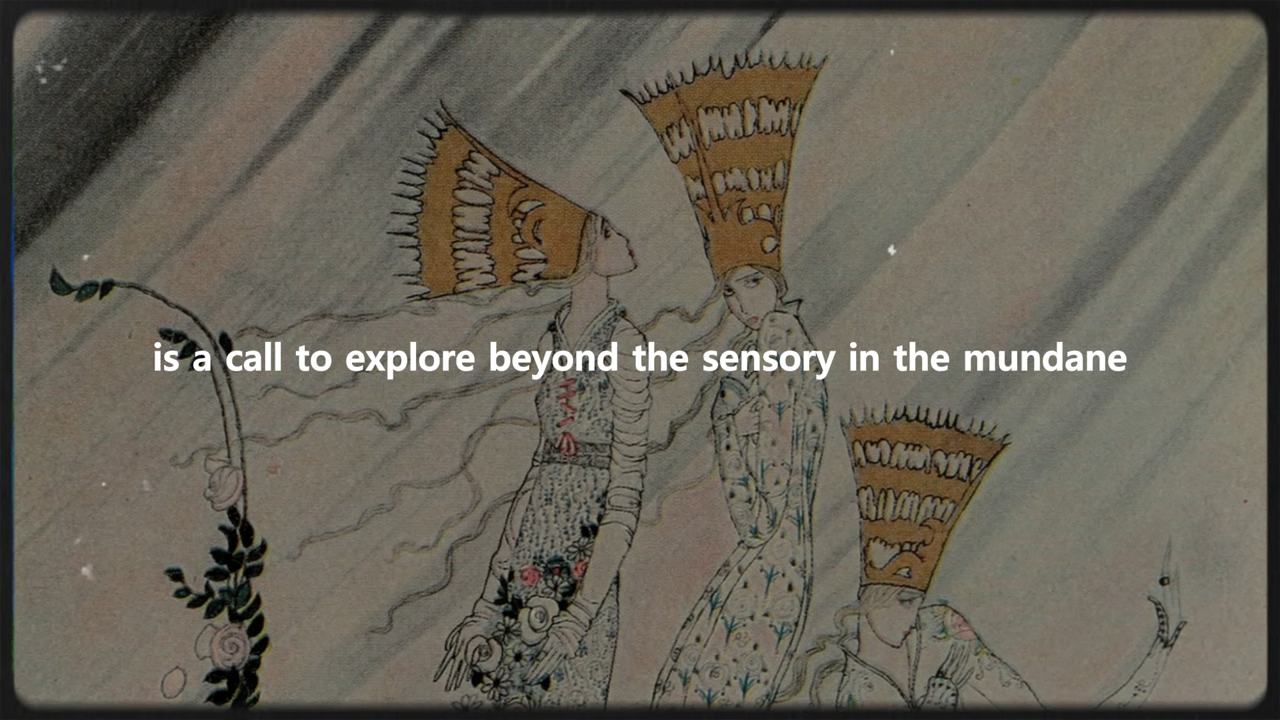 is a call to explore beyond the sensory in the mundane